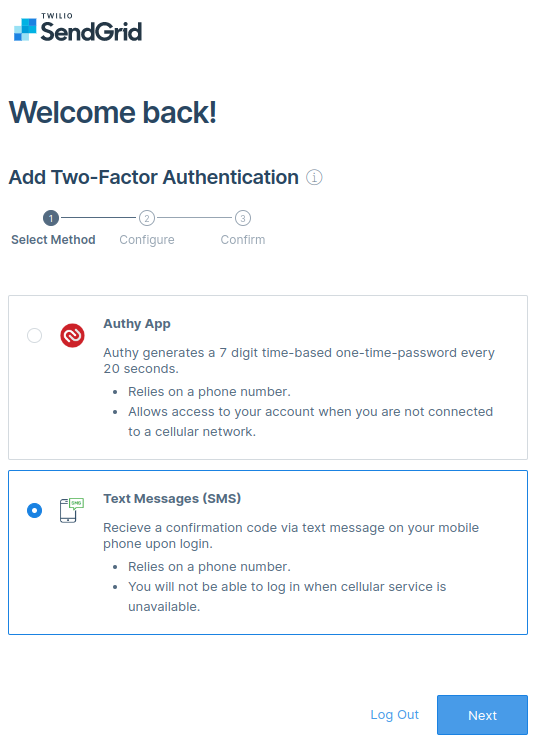 TWILIO
SendGrid
Welcome back!
Add Two-Factor Authentication
1 2 3
Select Method Configure Confirm
Authy App
Authy generates a 7 digit time-based one-time-password every
20 seconds.
• Relies on a phone number.
• Allows access to your account when you are not connected
to a cellular network.
SMS
Text Messages (SMS)
Recieve a confirmation code via text message on your mobile
phone upon login.
• Relies on a phone number.
• You will not be able to log in when cellular service is
unavailable.
Log Out Next